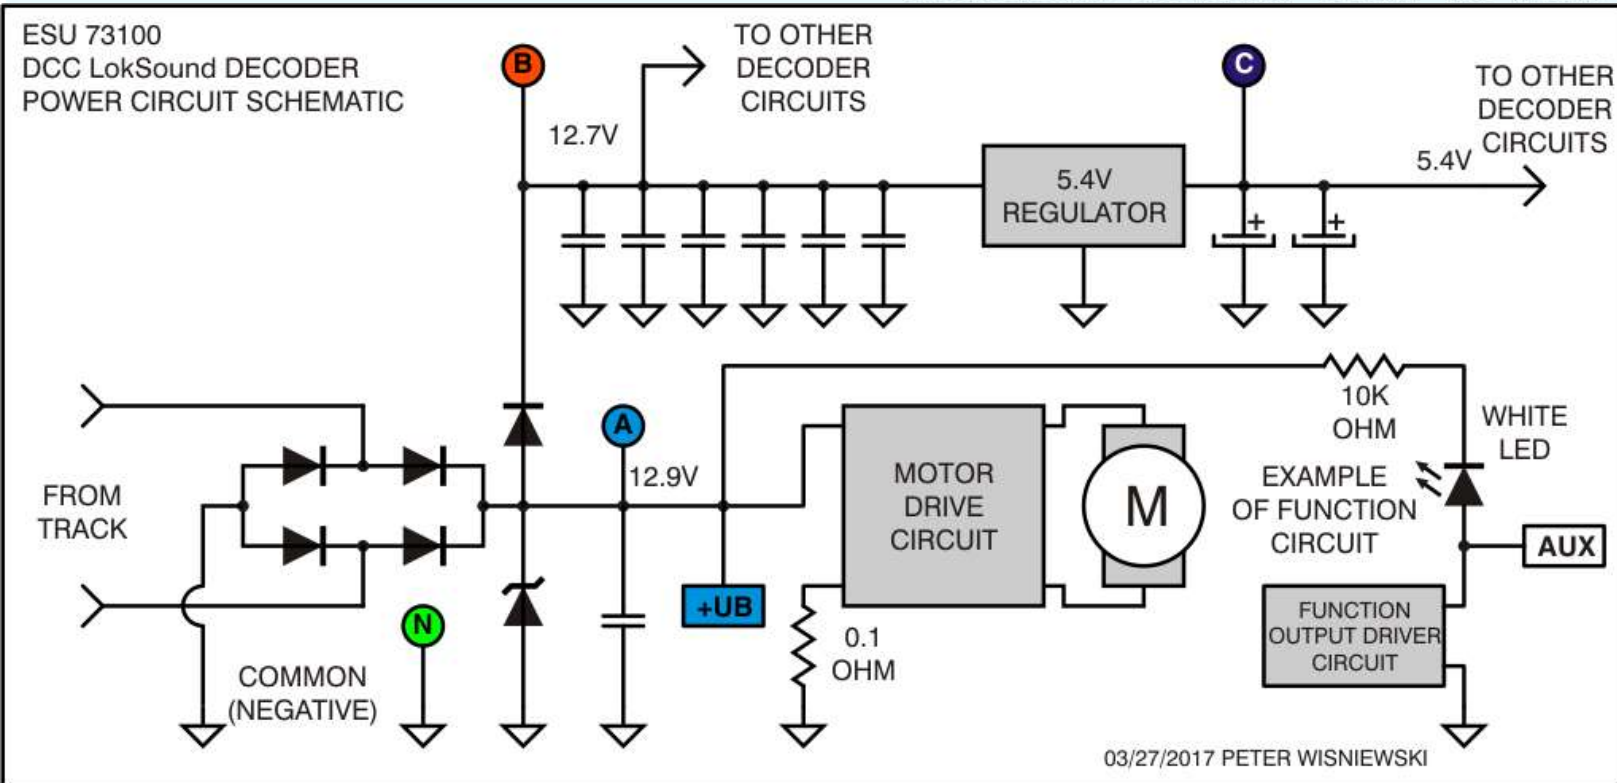 ESU 73100
DCC LokSound DECODER
POWER CIRCUIT SCHEMATIC
B
TO OTHER
DECODER
CIRCUITS
C
TO OTHER
DECODER
CIRCUITS
12.7V
5.4V
REGULATOR
5.4V
+
+
FROM
TRACK
A
12.9V
MOTOR
DRIVE
CIRCUIT
M
10K
OHM
WHITE
LED
EXAMPLE
OF FUNCTION
CIRCUIT
AUX
N
+UB
COMMON
(NEGATIVE)
0.1
OHM
FUNCTION
OUTPUT DRIVER
CIRCUIT
03/27/2017 PETER WISNIEWSKI